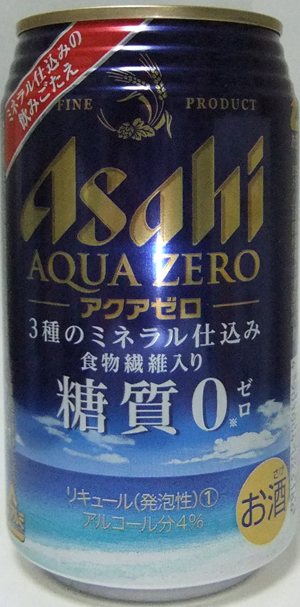 ミネラル仕込みの
飲みごたえ
FINE PRODUCT
Asahi
AQUA ZERO
アクアゼロ
3種のミネラル仕込み
食物繊維入り
糖質0※ ゼロ
リキュール(発泡性)①
アルコール分4%
さけ
お酒